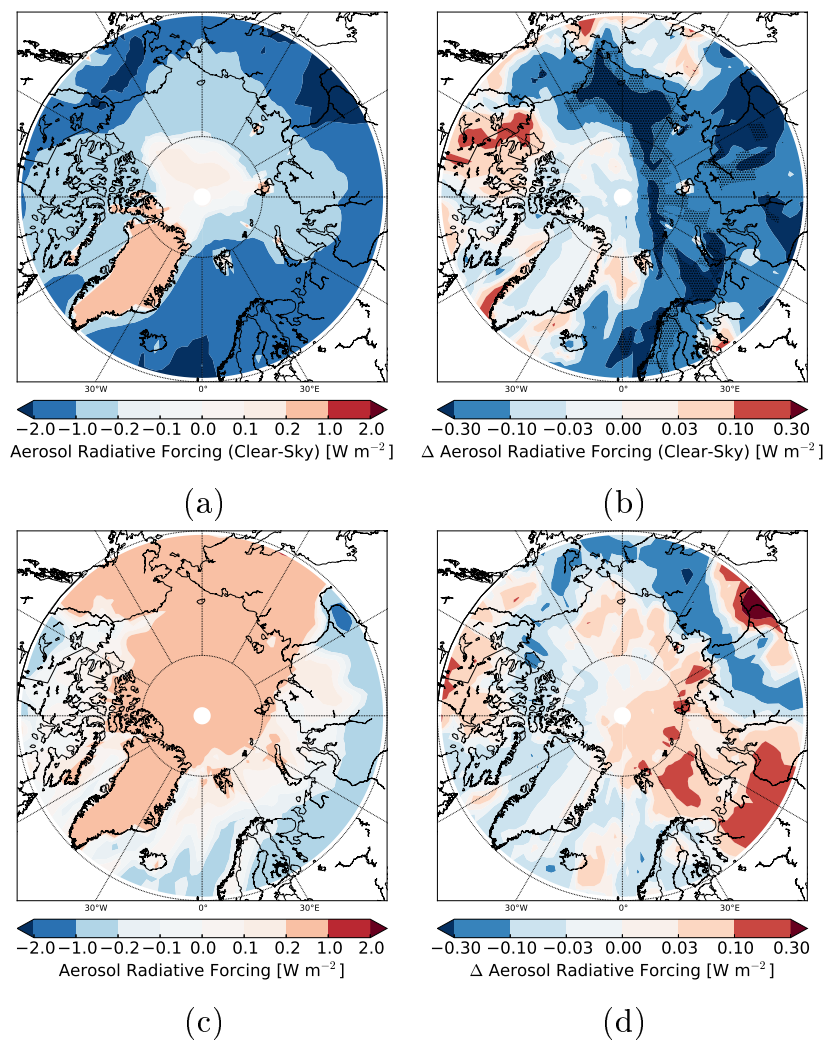 30°W 0° 30°E 30°W 0° 30°E
−2.0 −1.0 −0.2 −0.1 0.0 0.1 0.2 1.0 2.0 −0.30 −0.10 −0.03 0.00 0.03 0.10 0.30
Aerosol Radiative Forcing (Clear-Sky) [W m−2] Δ Aerosol Radiative Forcing (Clear-Sky) [W m−2]
(a) (b)
30°W 0° 30°E 30°W 0° 30°E
−2.0 −1.0 −0.2 −0.1 0.0 0.1 0.2 1.0 2.0 −0.30 −0.10 −0.03 0.00 0.03 0.10 0.30
Aerosol Radiative Forcing [W m−2] Δ Aerosol Radiative Forcing [W m−2]
(c) (d)